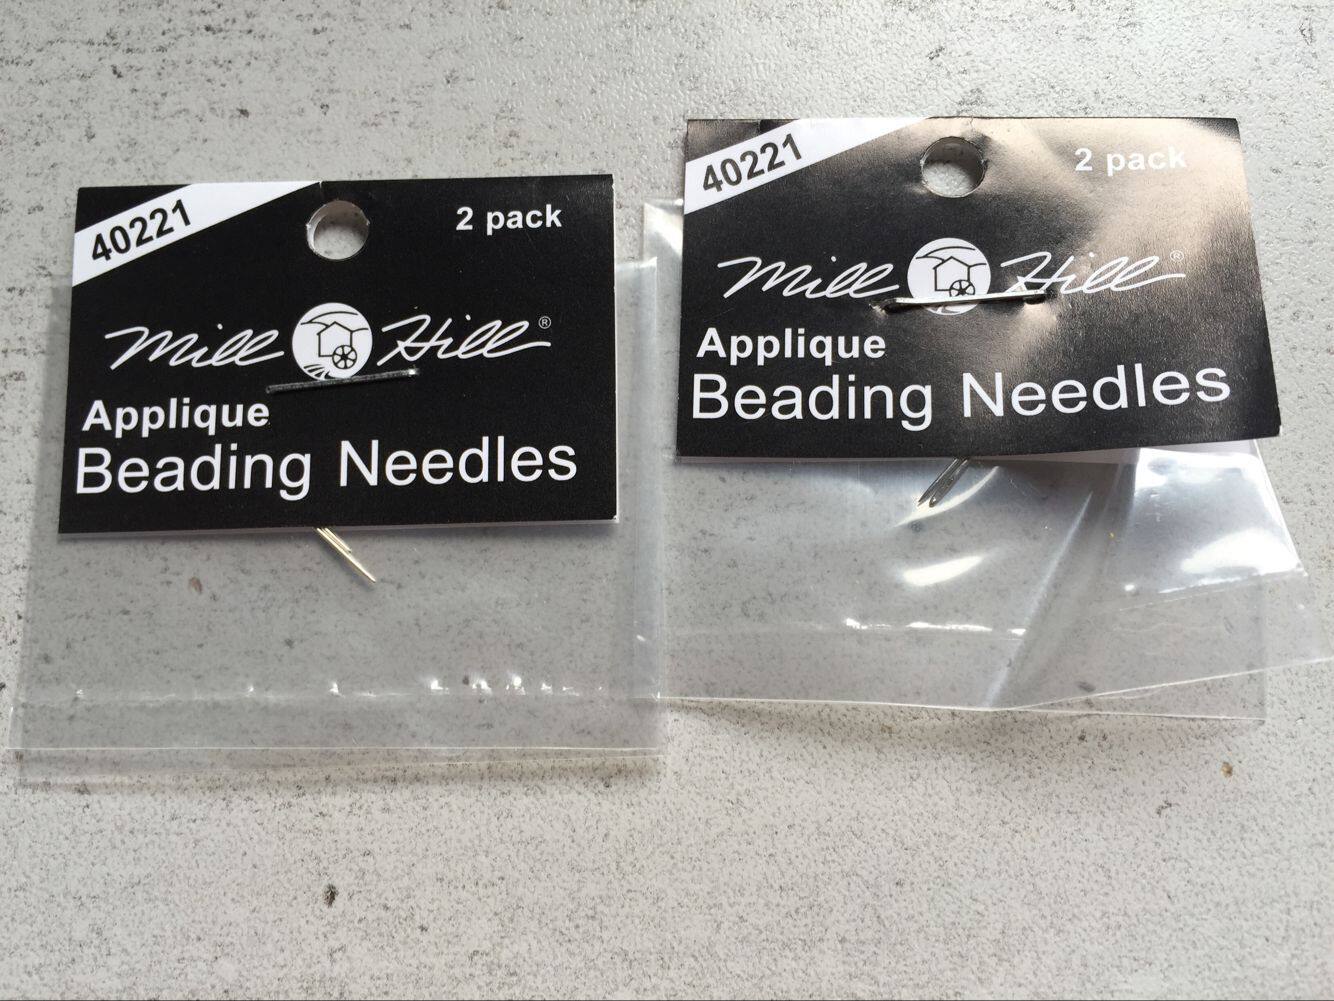 40221
2 pack
Mill Hill®
Applique
Beading Needles
40221
2 pack
Mill Hill®
Applique
Beading Needles